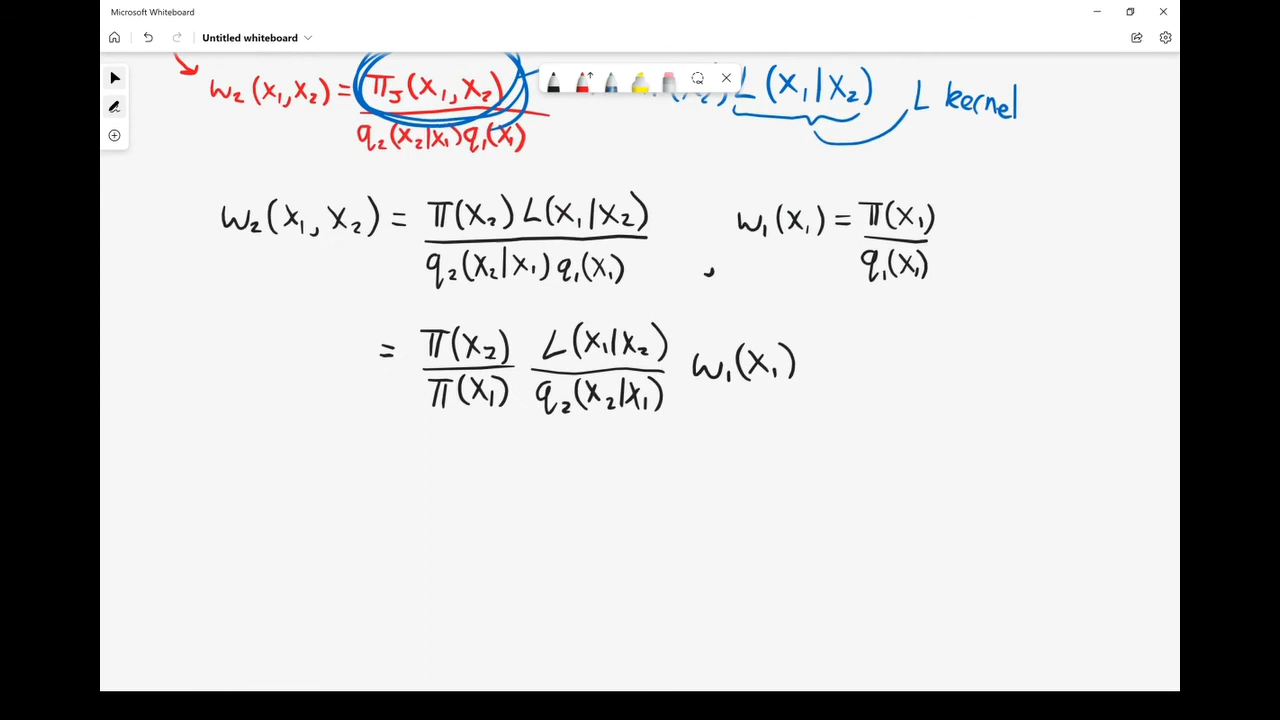 Microsoft Whiteboard
Untitled whiteboard
w₂(x₁,x₂) = π_J(x₁,x₂) / q₂(x₂|x₁)q₁(x₁)
L(x₁|x₂)
L kernel
w₂(x₁,x₂) = π(x₂)L(x₁|x₂) / q₂(x₂|x₁)q₁(x₁) , w₁(x₁) = π(x₁) / q₁(x₁)
= π(x₂)/π(x₁) L(x₁|x₂)/q₂(x₂|x₁) w₁(x₁)